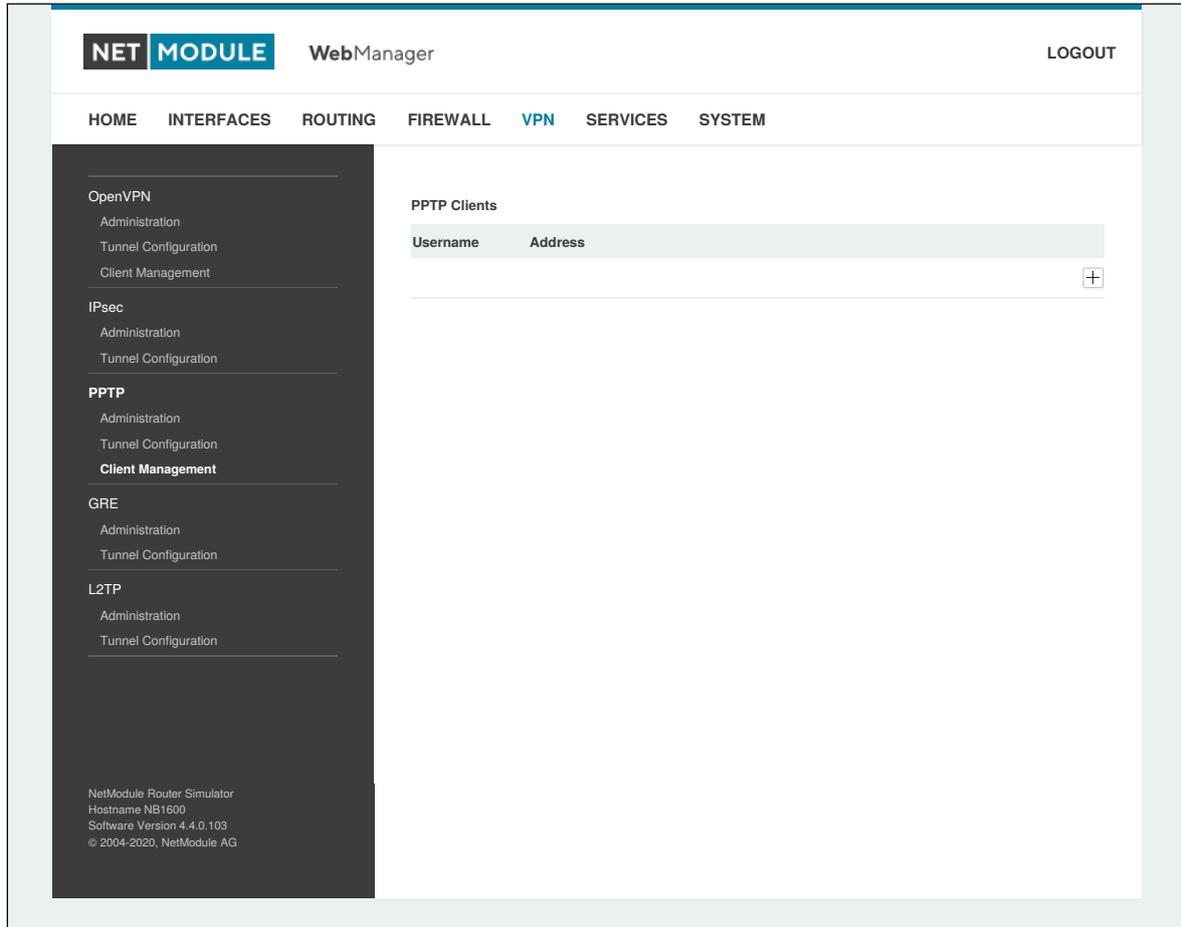 NET MODULE WebManager LOGOUT
HOME INTERFACES ROUTING FIREWALL VPN SERVICES SYSTEM
OpenVPN
Administration
Tunnel Configuration
Client Management
IPsec
Administration
Tunnel Configuration
PPTP
Administration
Tunnel Configuration
Client Management
GRE
Administration
Tunnel Configuration
L2TP
Administration
Tunnel Configuration
NetModule Router Simulator
Hostname NB1600
Software Version 4.4.0.103
© 2004-2020, NetModule AG
PPTP Clients
Username Address